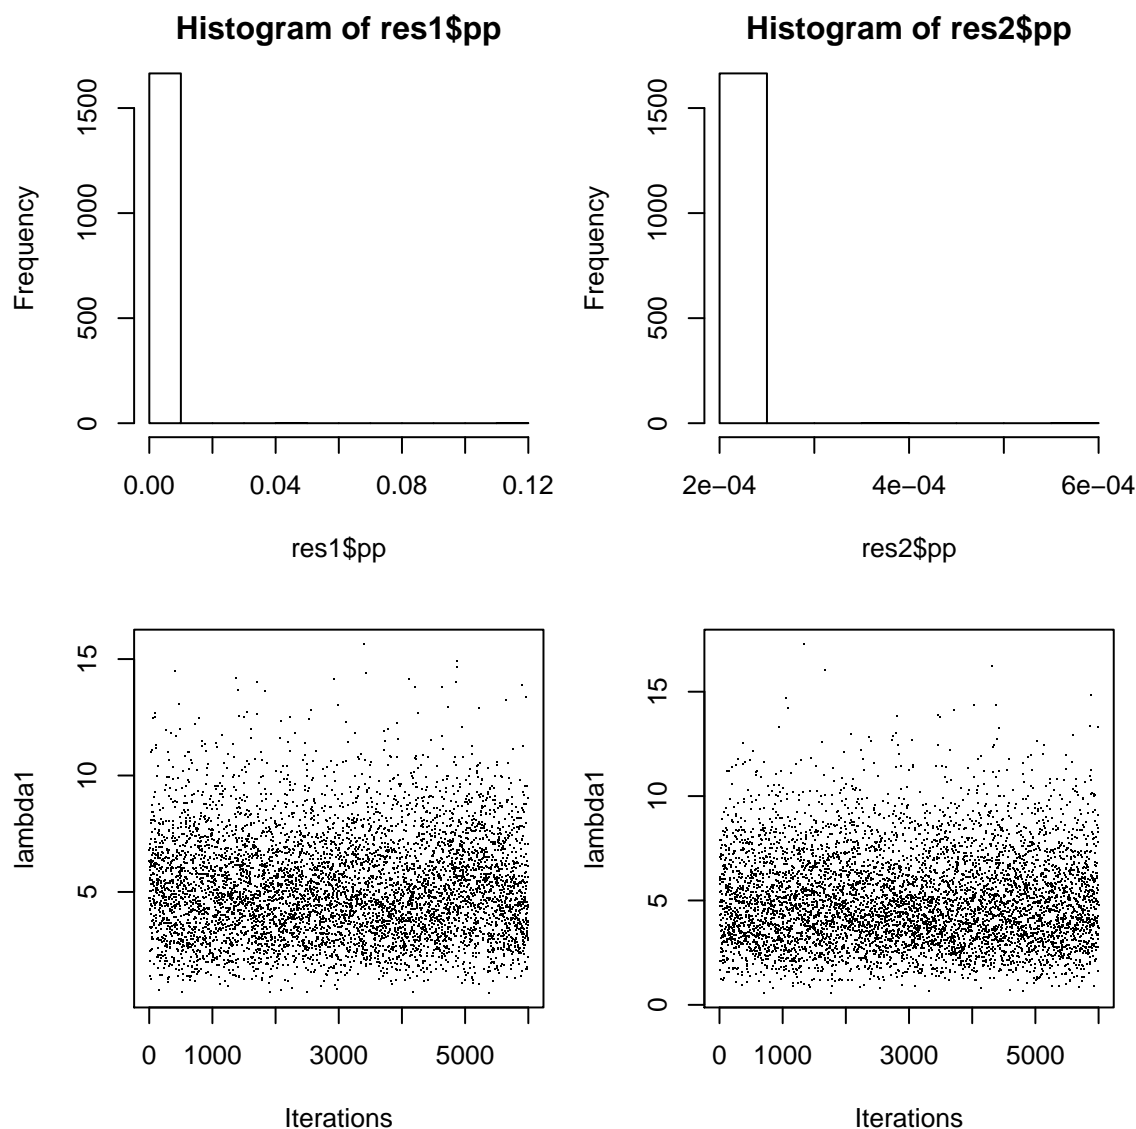 Histogram of res1$pp
Frequency
0 500 1000 1500
0.00 0.04 0.08 0.12
res1$pp
Histogram of res2$pp
Frequency
0 500 1000 1500
2e−04 4e−04 6e−04
res2$pp
lambda1
5 10 15
0 1000 3000 5000
Iterations
lambda1
0 5 10 15
0 1000 3000 5000
Iterations